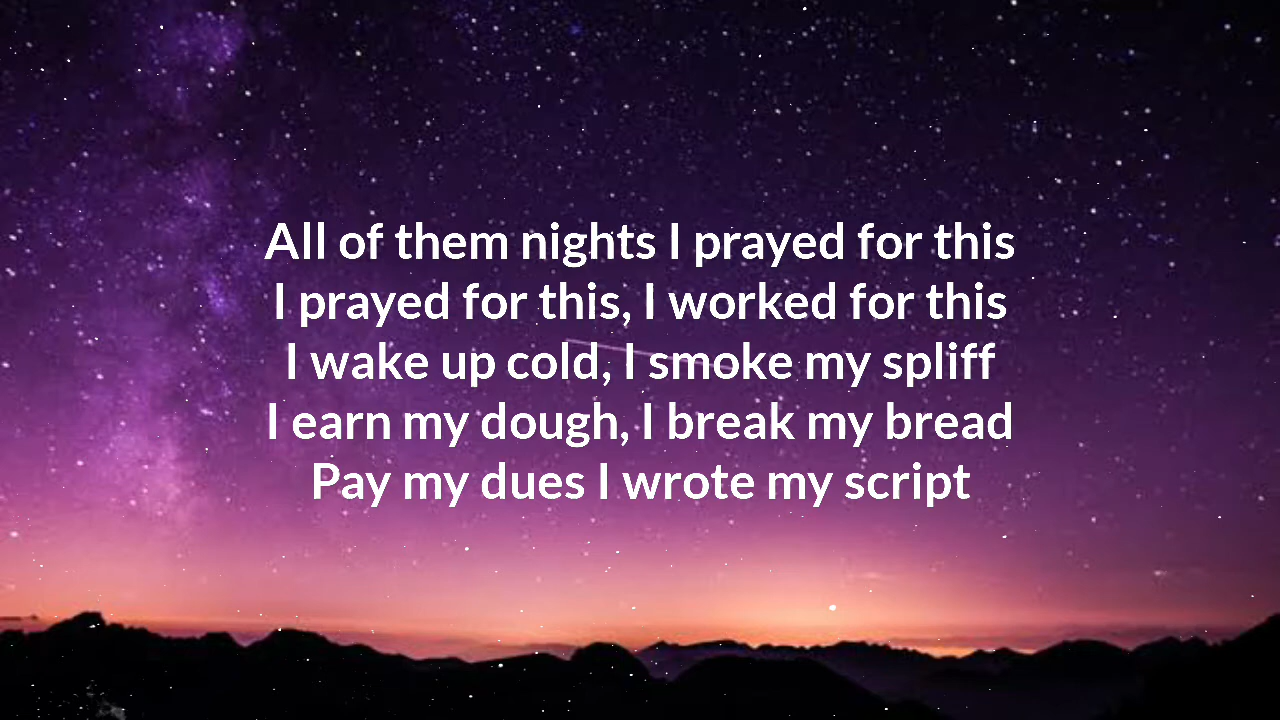 All of them nights I prayed for this
I prayed for this, I worked for this
I wake up cold, I smoke my spliff
I earn my dough, I break my bread
Pay my dues I wrote my script